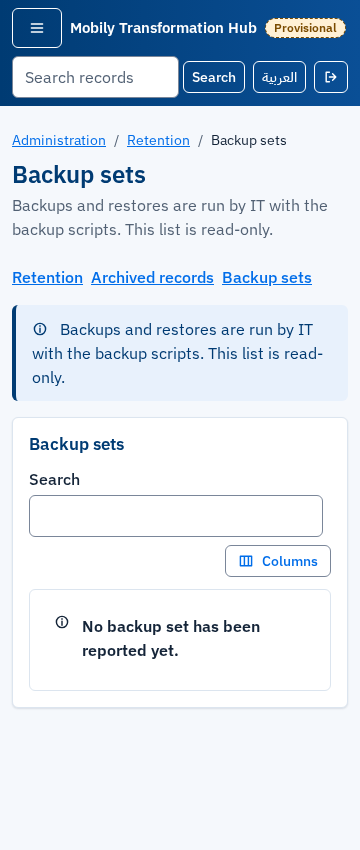 Mobily Transformation Hub Provisional
Search records Search العربية
Administration / Retention / Backup sets
Backup sets
Backups and restores are run by IT with the
backup scripts. This list is read-only.
Retention Archived records Backup sets
Backups and restores are run by IT
with the backup scripts. This list is read-
only.
Backup sets
Search
Columns
No backup set has been
reported yet.